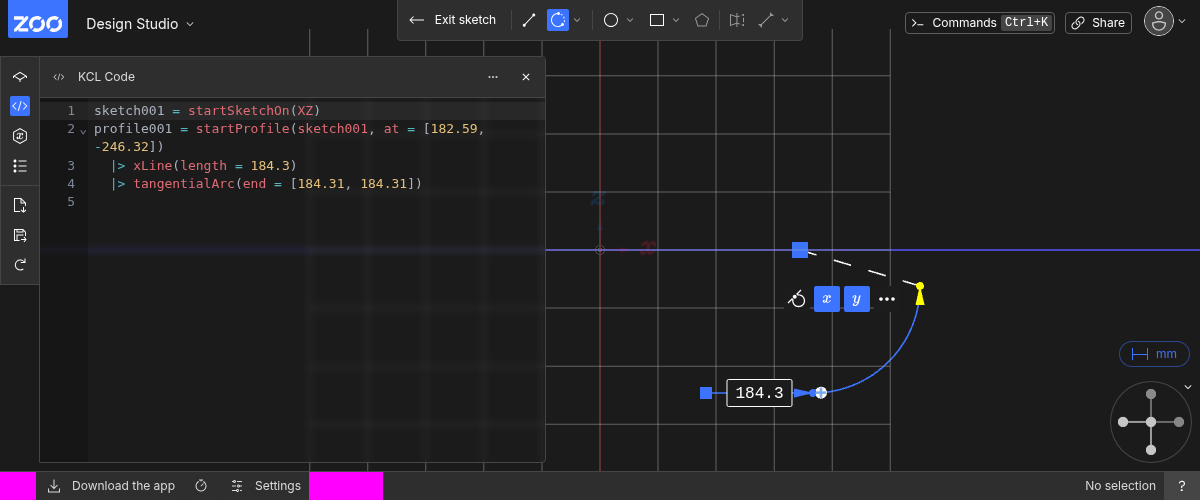 ZOO Design Studio Exit sketch Commands Ctrl+K Share
KCL Code
1 sketch001 = startSketchOn(XZ)
2 profile001 = startProfile(sketch001, at = [182.59,
-246.32])
3 |> xLine(length = 184.3)
4 |> tangentialArc(end = [184.31, 184.31])
5
z
x
x y
mm
184.3
Download the app Settings No selection ?